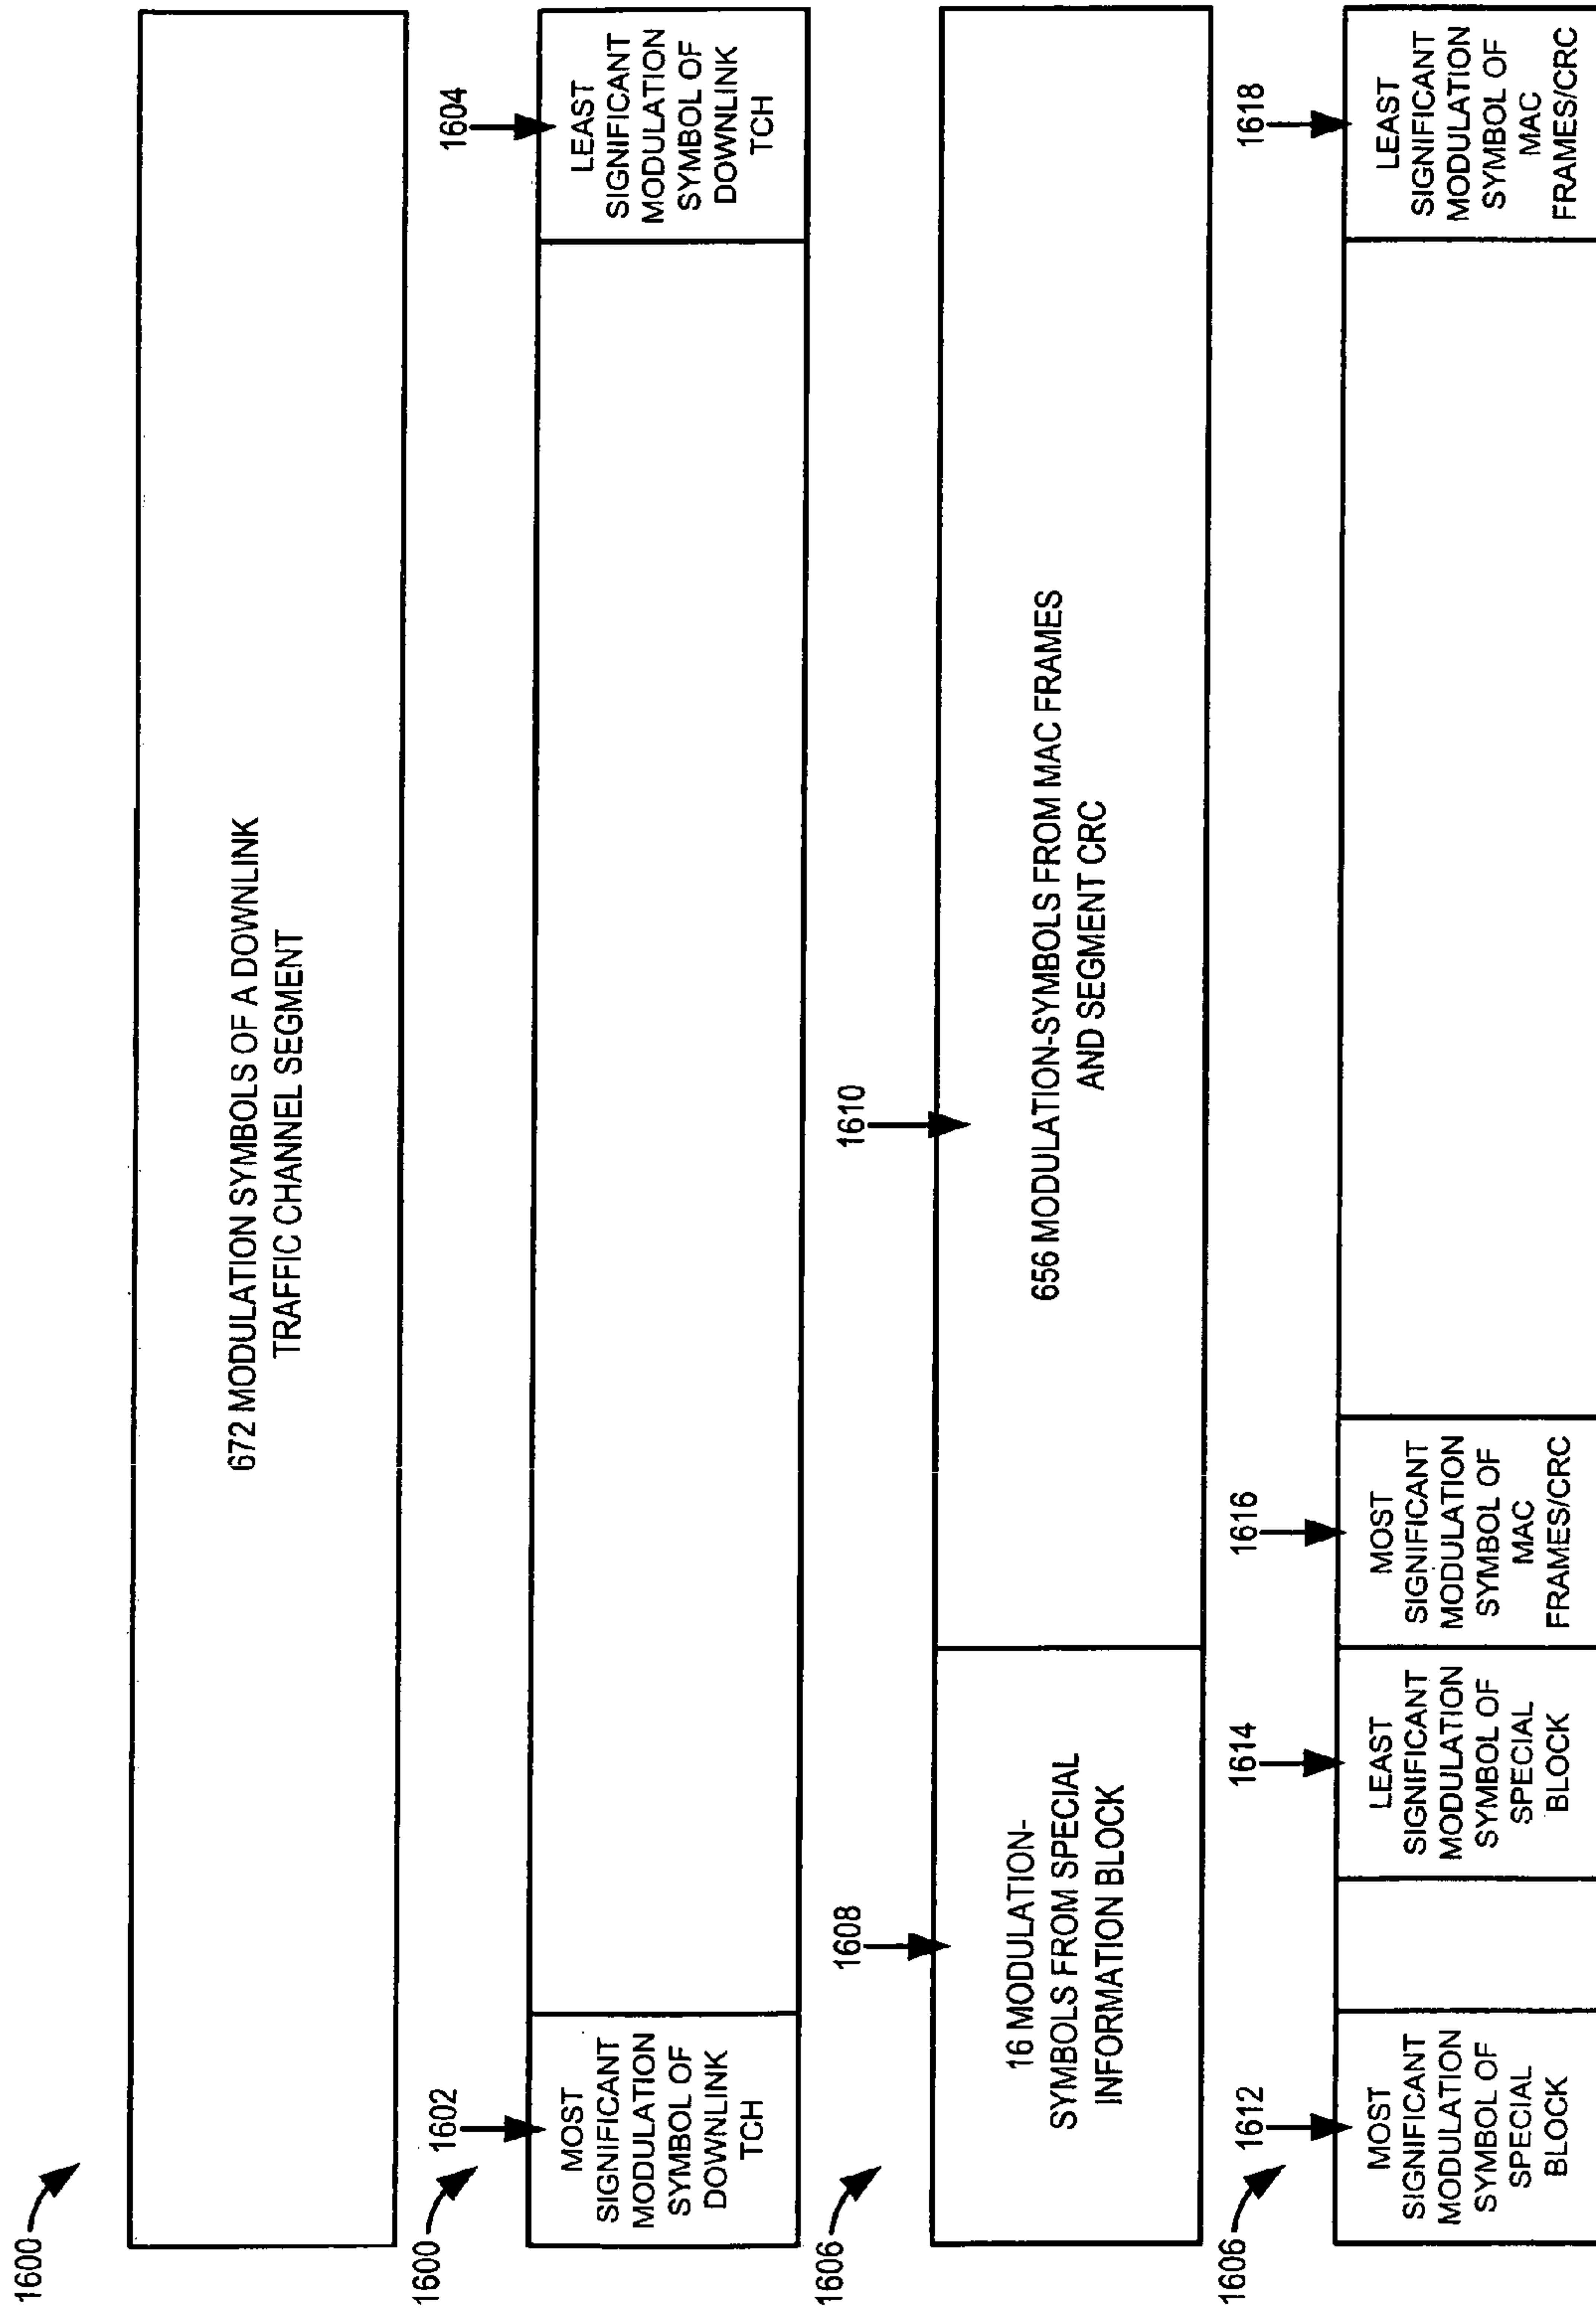 1600
672 MODULATION SYMBOLS OF A DOWNLINK
TRAFFIC CHANNEL SEGMENT
1600
1602
1604
MOST
SIGNIFICANT
MODULATION
SYMBOL OF
DOWNLINK
TCH
LEAST
SIGNIFICANT
MODULATION
SYMBOL OF
DOWNLINK
TCH
1606
1608
1610
16 MODULATION-
SYMBOLS FROM SPECIAL
INFORMATION BLOCK
656 MODULATION-SYMBOLS FROM MAC FRAMES
AND SEGMENT CRC
1606
1612
1614
1616
1618
MOST
SIGNIFICANT
MODULATION
SYMBOL OF
SPECIAL
BLOCK
LEAST
SIGNIFICANT
MODULATION
SYMBOL OF
SPECIAL
BLOCK
MOST
SIGNIFICANT
MODULATION
SYMBOL OF
MAC
FRAMES/CRC
LEAST
SIGNIFICANT
MODULATION
SYMBOL OF
MAC
FRAMES/CRC